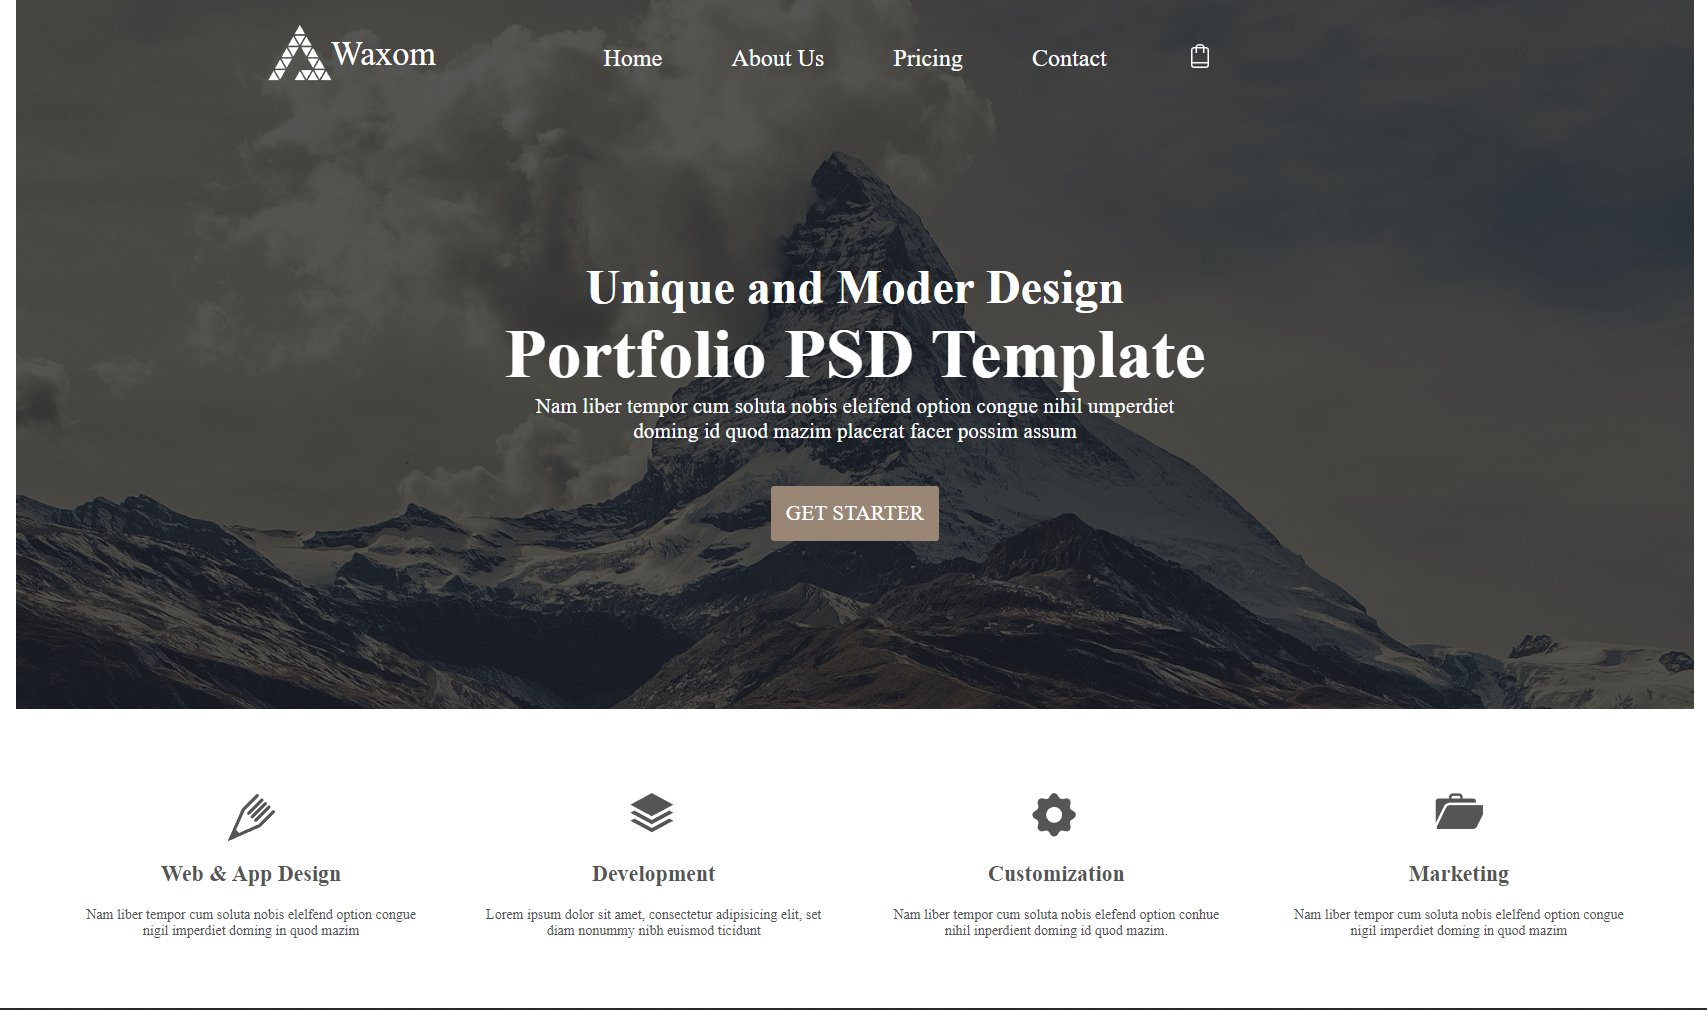 Waxom
Home
About Us
Pricing
Contact
Unique and Moder Design
Portfolio PSD Template
Nam liber tempor cum soluta nobis eleifend option congue nihil umperdiet
doming id quod mazim placerat facer possim assum
GET STARTER
Web & App Design
Nam liber tempor cum soluta nobis elelfend option congue
nigil imperdiet doming in quod mazim
Development
Lorem ipsum dolor sit amet, consectetur adipisicing elit, set
diam nonummy nibh euismod ticidunt
Customization
Nam liber tempor cum soluta nobis elefend option conhue
nihil inperdient doming id quod mazim.
Marketing
Nam liber tempor cum soluta nobis elelfend option congue
nigil imperdiet doming in quod mazim